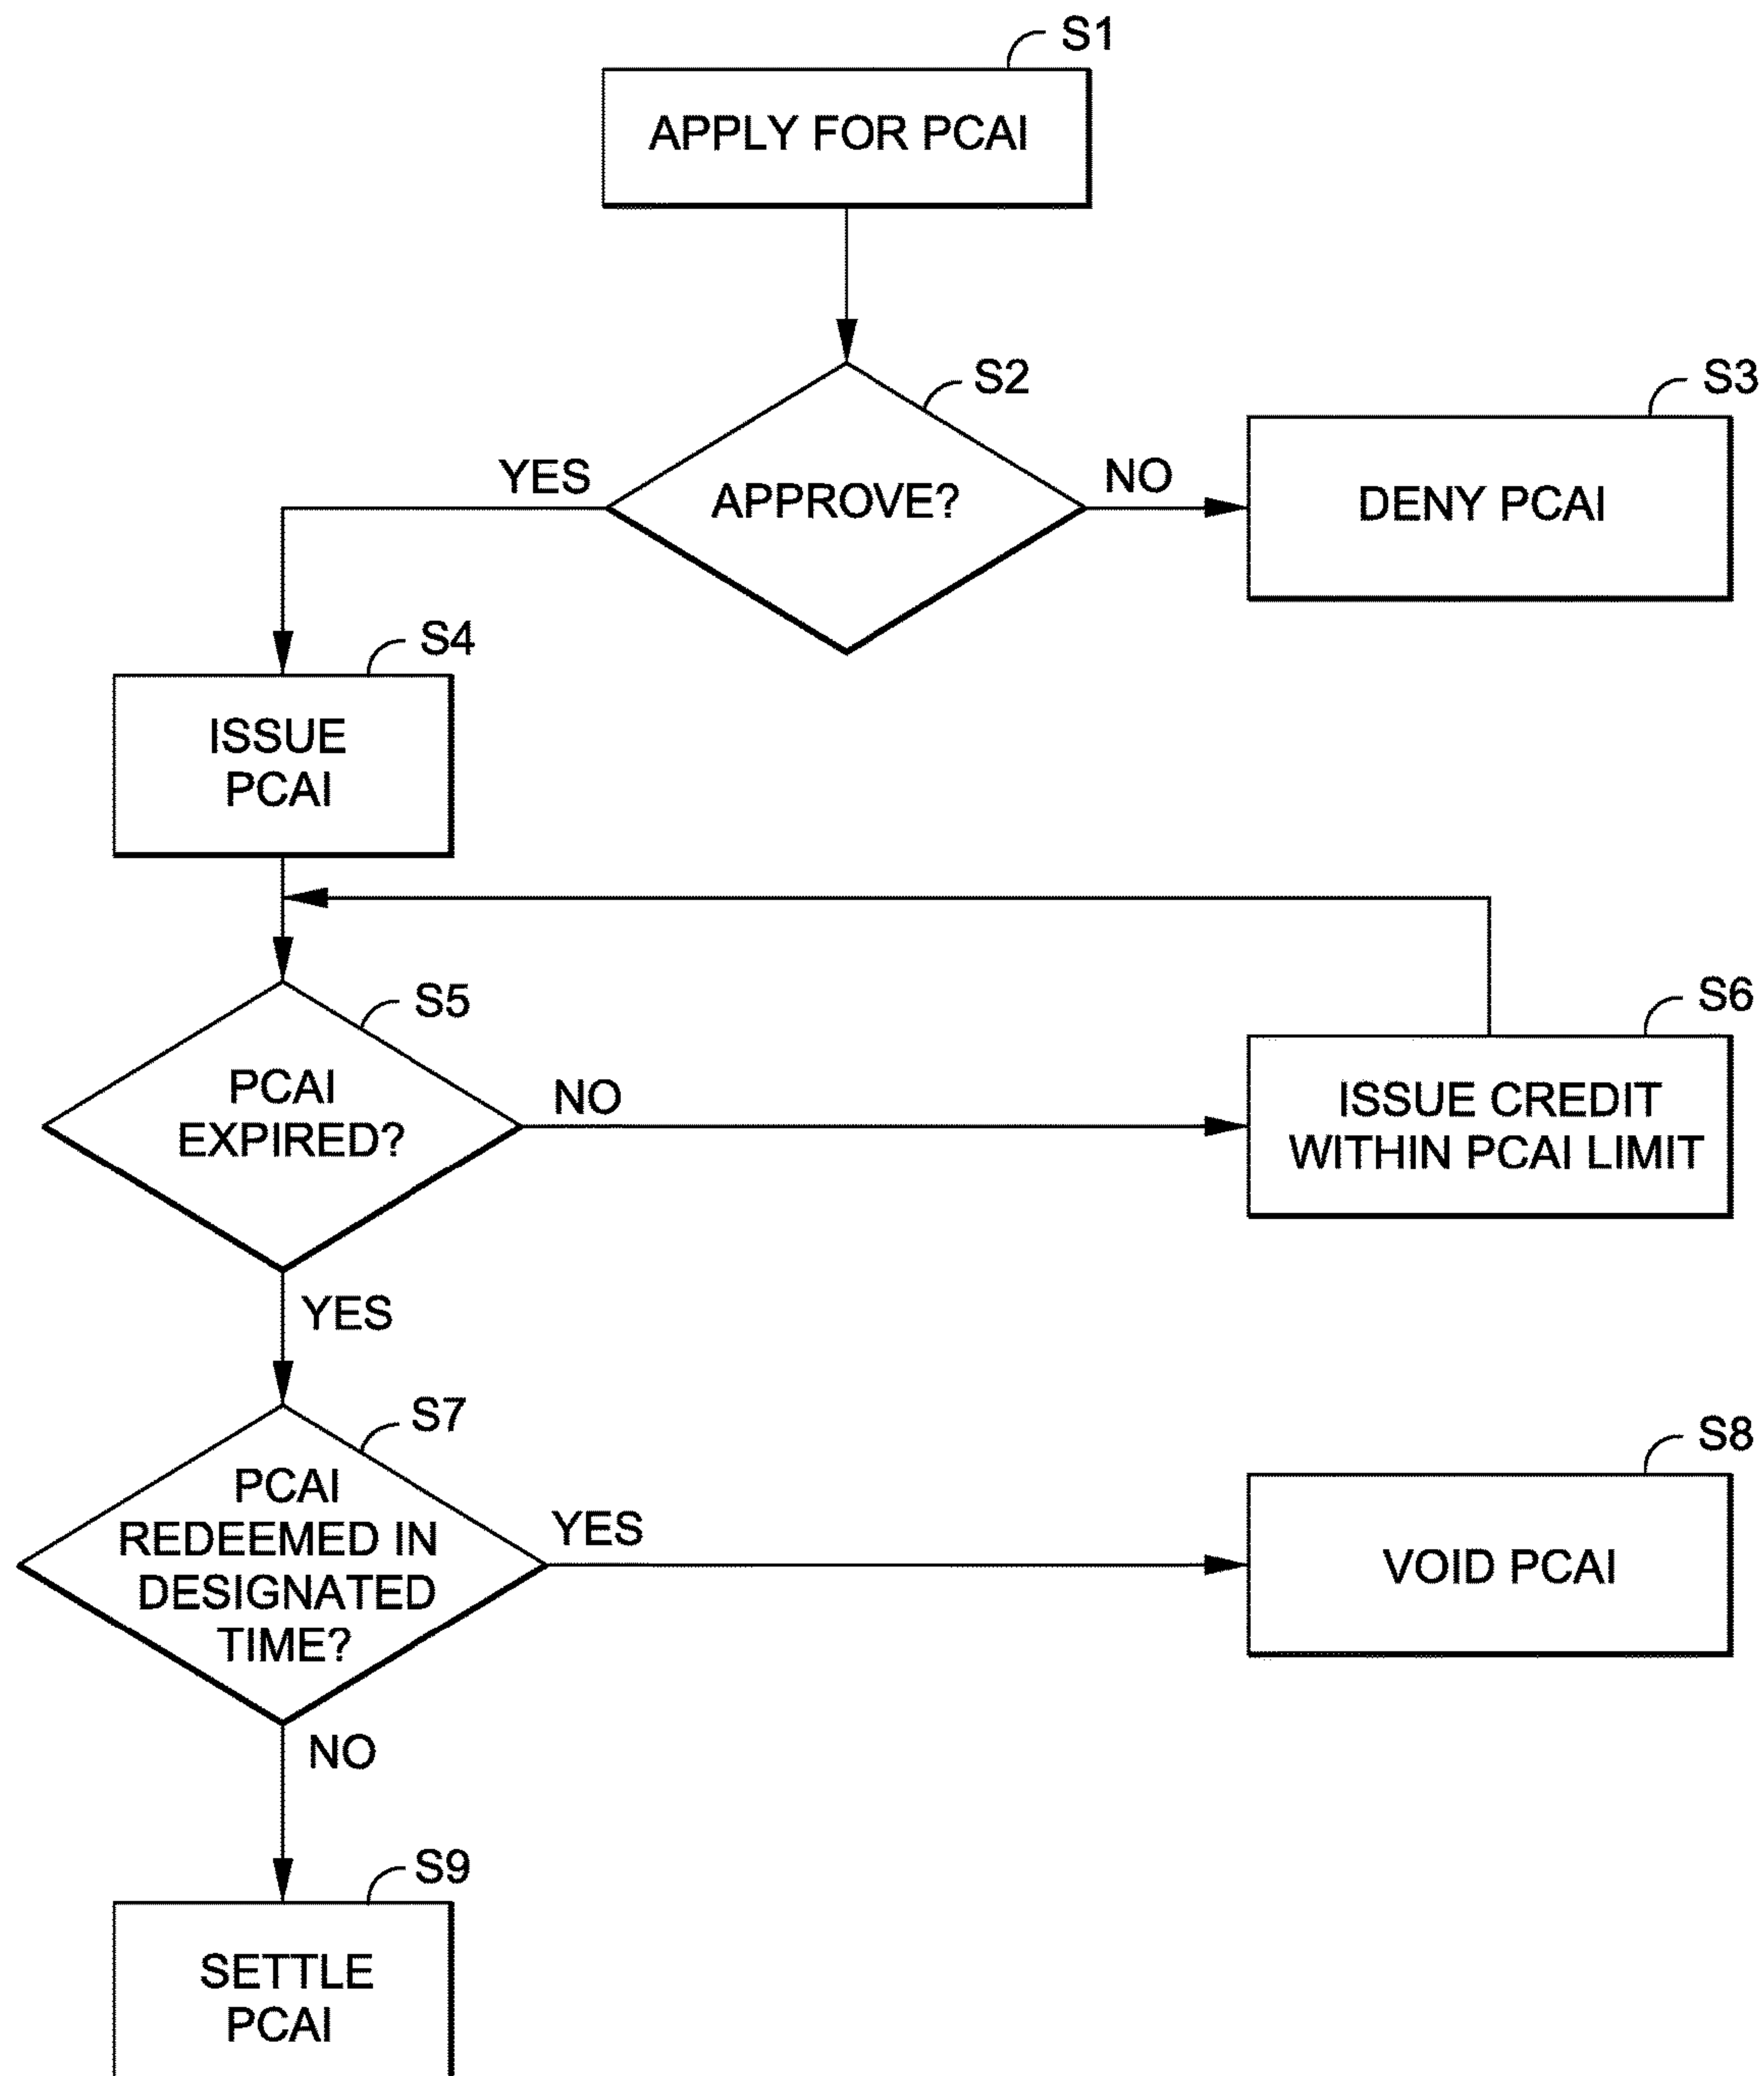 S1
APPLY FOR PCAI
S2
S3
YES
APPROVE?
NO
DENY PCAI
S4
ISSUE
PCAI
S5
S6
PCAI
EXPIRED?
NO
ISSUE CREDIT
WITHIN PCAI LIMIT
YES
S7
S8
PCAI
REDEEMED IN
DESIGNATED
TIME?
YES
VOID PCAI
NO
S9
SETTLE
PCAI